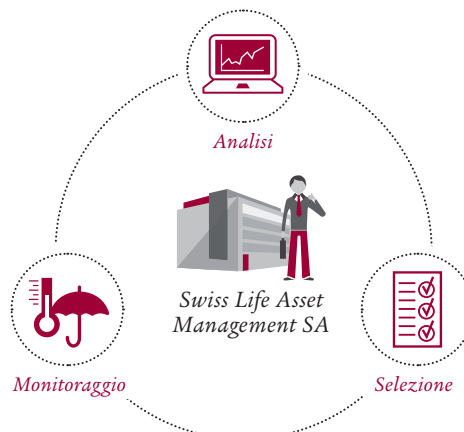 Analisi
Swiss Life Asset
Management SA
Monitoraggio
Selezione